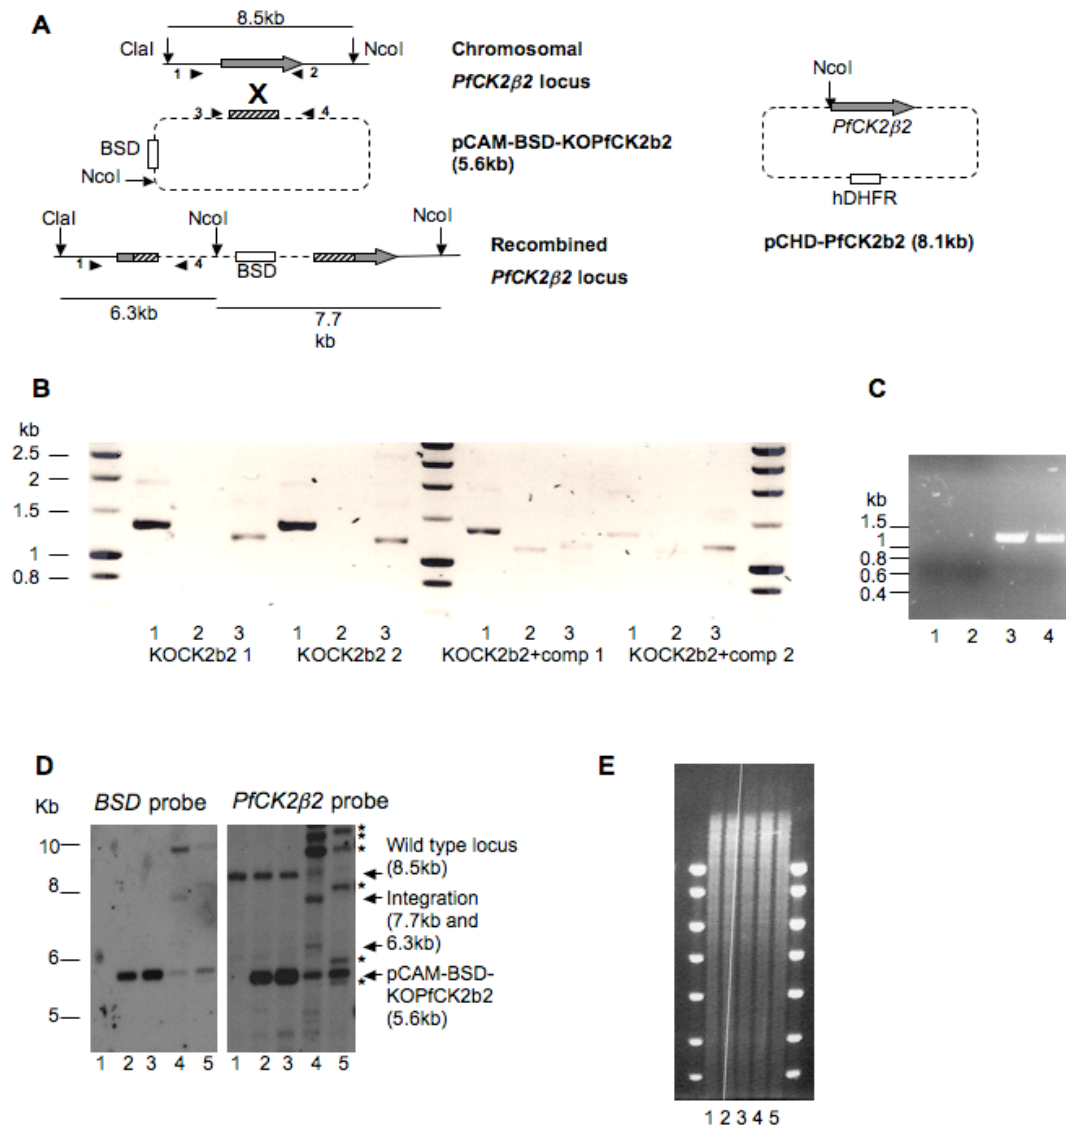 A
8.5kb
ClaI
NcoI
1
2
Chromosomal
PfCK2β2 locus
X
3
4
BSD
NcoI
pCAM-BSD-KOPfCK2b2
(5.6kb)
ClaI
NcoI
NcoI
1
4
BSD
Recombined
PfCK2β2 locus
6.3kb
7.7
kb
NcoI
PfCK2β2
hDHFR
pCHD-PfCK2b2 (8.1kb)
B
kb
2.5
2
1.5
1
0.8
1 2 3 1 2 3 1 2 3 1 2 3
KOCK2b2 1 KOCK2b2 2 KOCK2b2+comp 1 KOCK2b2+comp 2
C
kb
1.5
1
0.8
0.6
0.4
1 2 3 4
D
Kb
BSD probe
PfCK2β2 probe
10
8
6
5
*
*
*
*
*
*
Wild type locus
(8.5kb)
Integration
(7.7kb and
6.3kb)
pCAM-BSD-
KOPfCK2b2
(5.6kb)
1 2 3 4 5 1 2 3 4 5
E
1 2 3 4 5